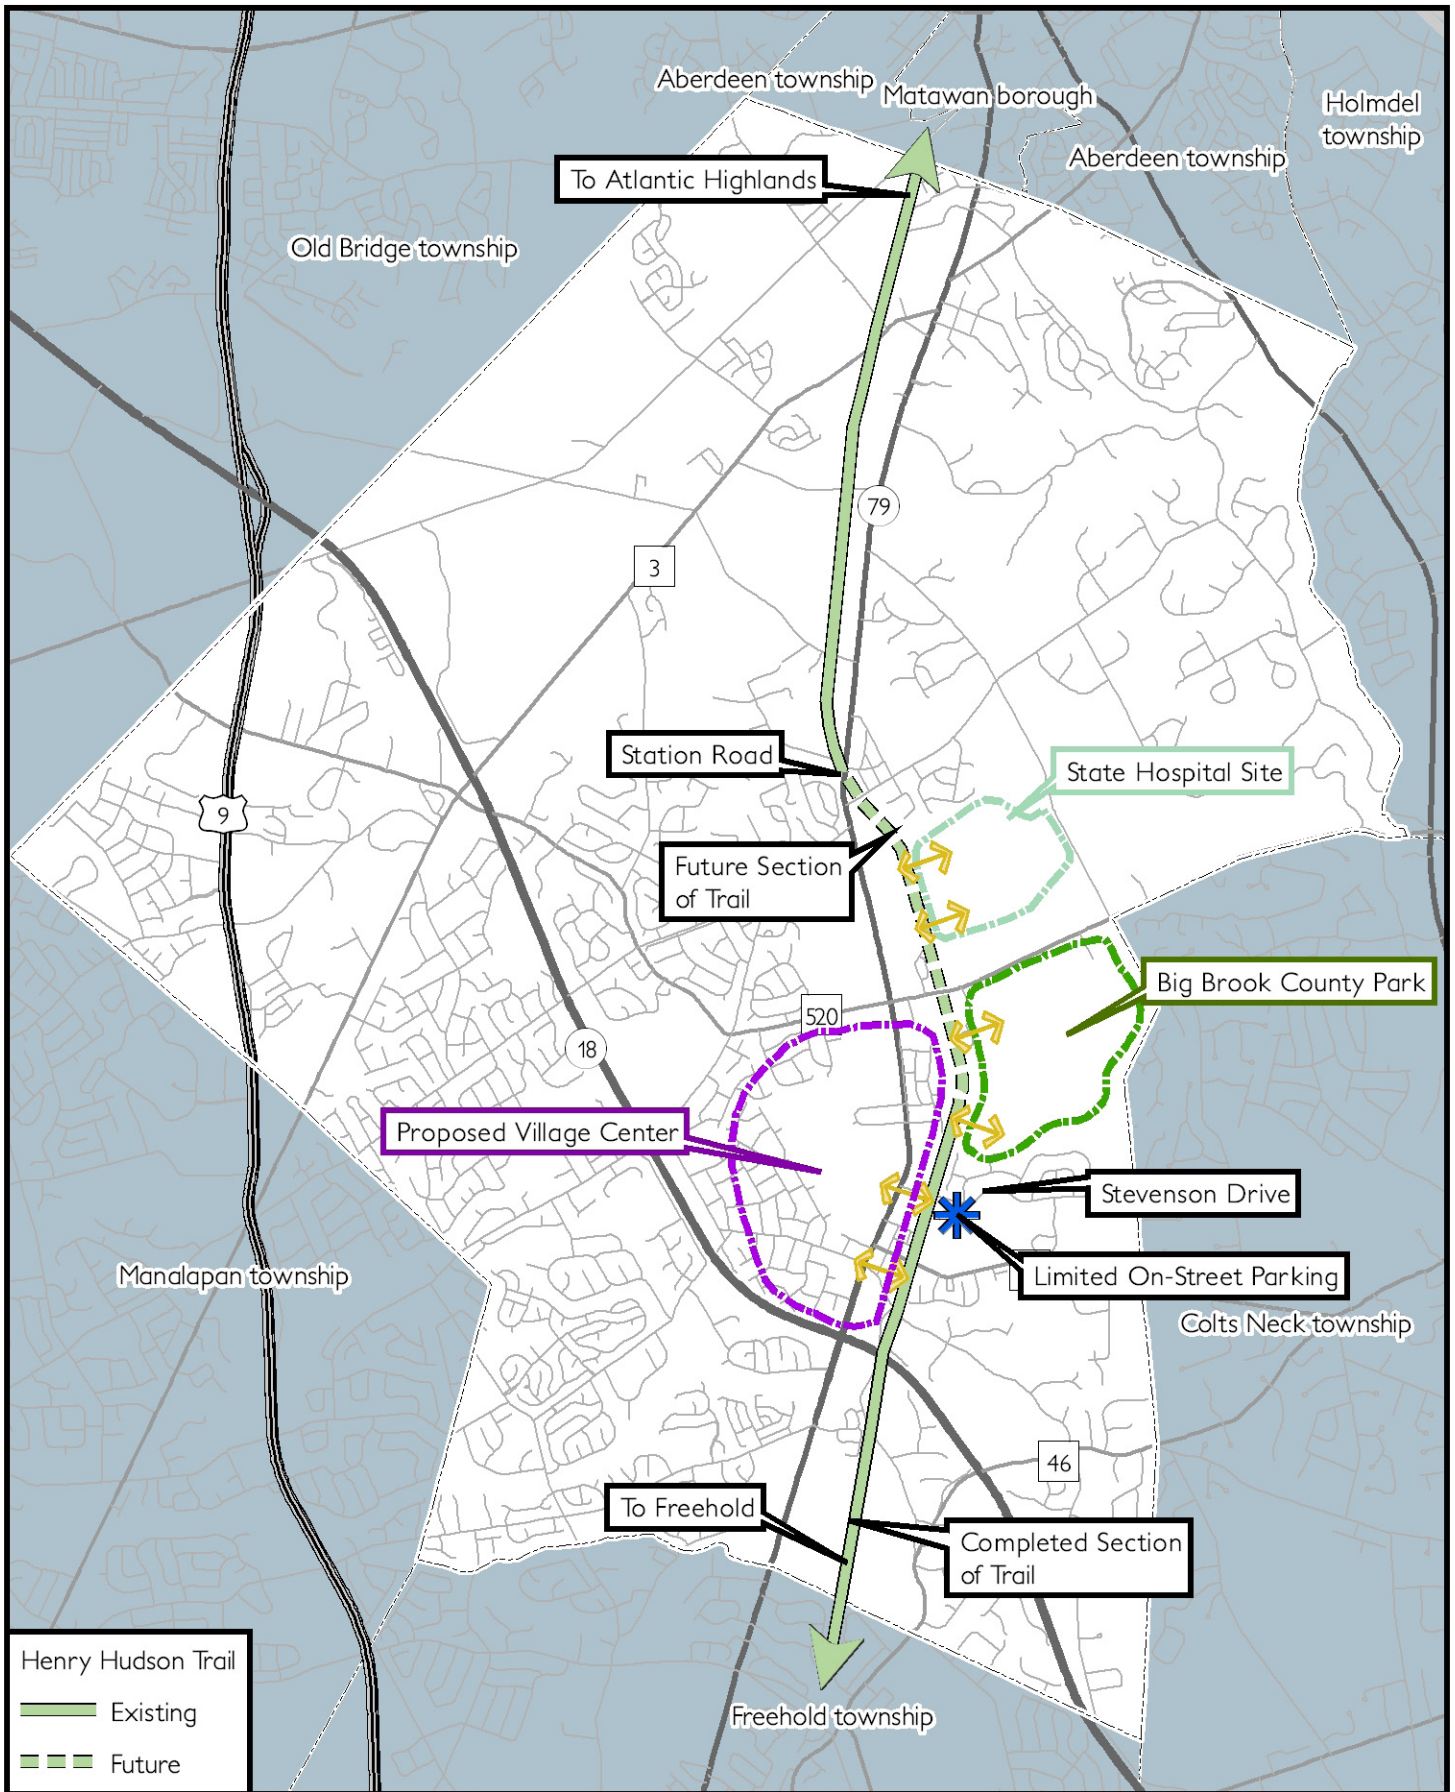 Aberdeen township
Matawan borough
Holmdel
township
Aberdeen township
To Atlantic Highlands
Old Bridge township
79
3
Station Road
State Hospital Site
9
Future Section
of Trail
Big Brook County Park
520
18
Proposed Village Center
Stevenson Drive
Limited On-Street Parking
Manalapan township
Colts Neck township
46
To Freehold
Completed Section
of Trail
Henry Hudson Trail
Existing
Future
Freehold township